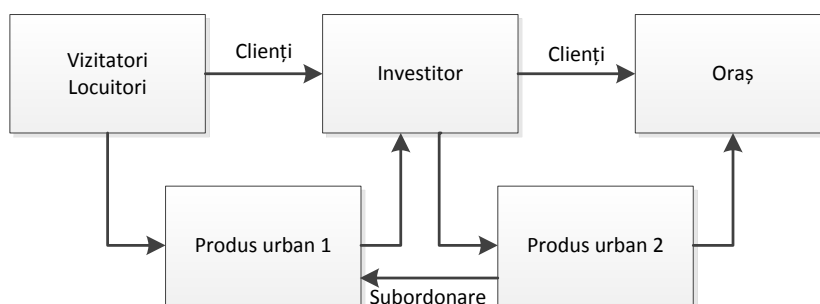 Vizitatori
Locuitori
Clienți
Investitor
Clienți
Oraș
Produs urban 1
Produs urban 2
Subordonare